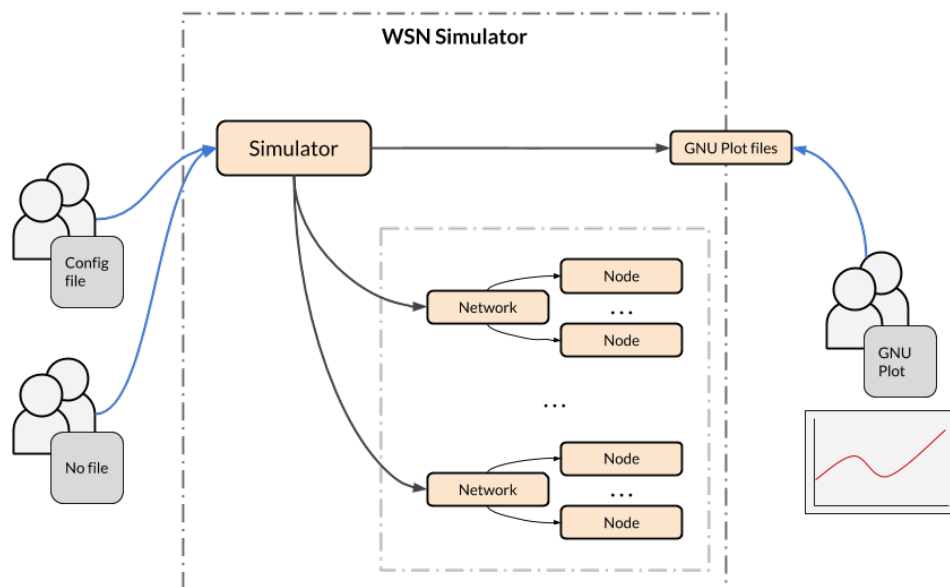 WSN Simulator
Simulator
GNU Plot files
Config
file
No file
Network
Node
...
Node
...
Network
Node
...
Node
GNU
Plot